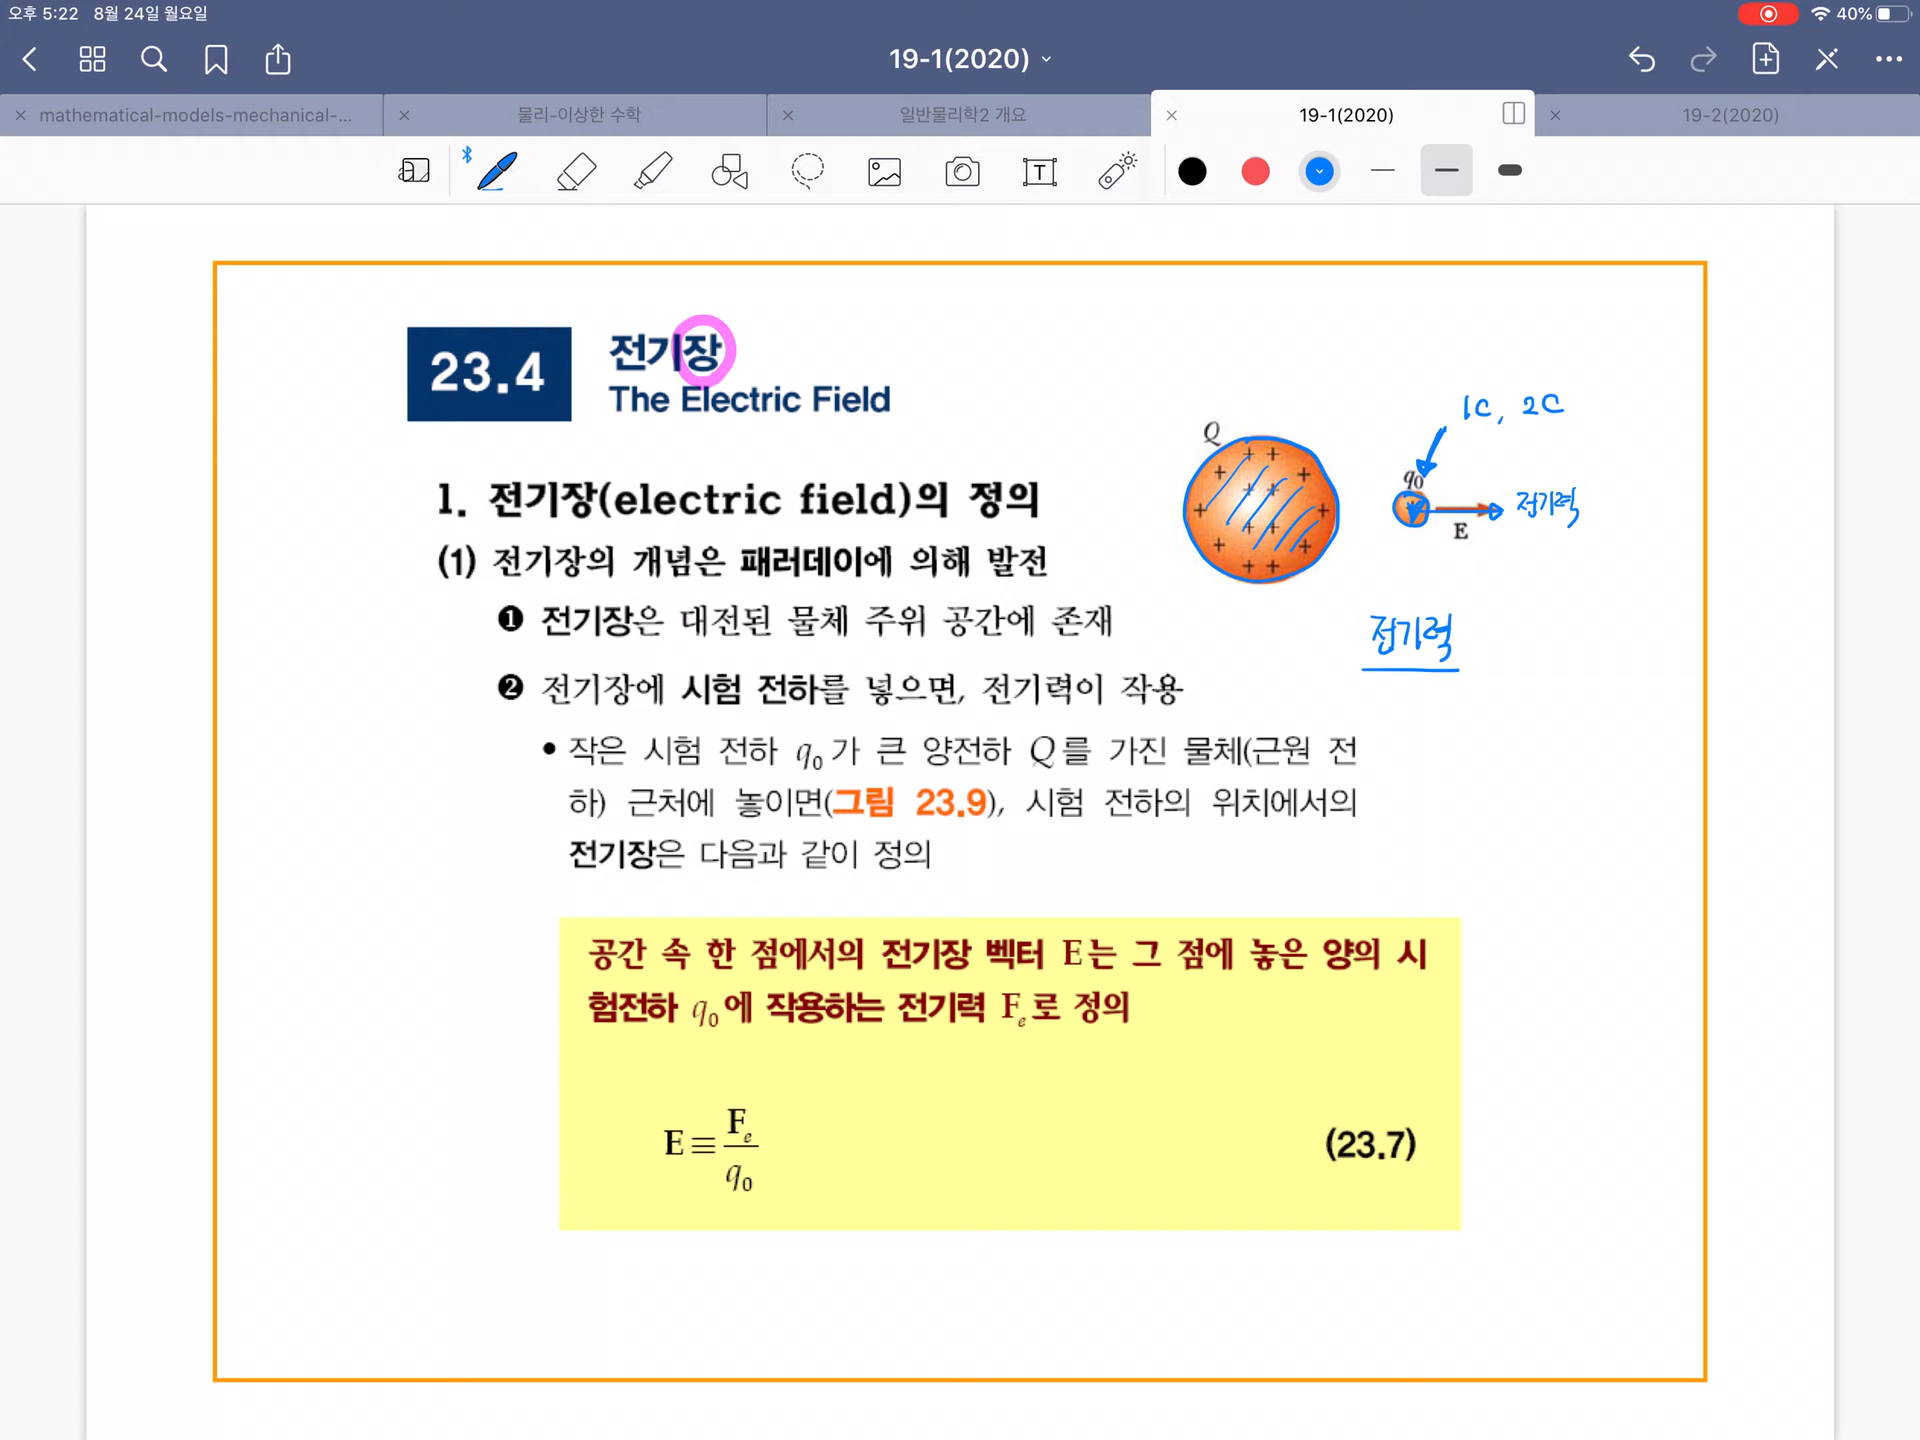 오후 5:22 8월 24일 월요일
40%
19-1(2020)
mathematical-models-mechanical-...
물리-이상한 수학
일반물리학2 개요
19-1(2020)
19-2(2020)
23.4
전기장
The Electric Field
1C, 2C
Q
q0
전기력
E
1. 전기장(electric field)의 정의
(1) 전기장의 개념은 패러데이에 의해 발전
❶ 전기장은 대전된 물체 주위 공간에 존재
전기력
❷ 전기장에 시험 전하를 넣으면, 전기력이 작용
• 작은 시험 전하 q0가 큰 양전하 Q를 가진 물체(근원 전
하) 근처에 놓이면(그림 23.9), 시험 전하의 위치에서의
전기장은 다음과 같이 정의
공간 속 한 점에서의 전기장 벡터 E는 그 점에 놓은 양의 시
험전하 q0에 작용하는 전기력 Fe로 정의
E ≡ Fe/q0 (23.7)